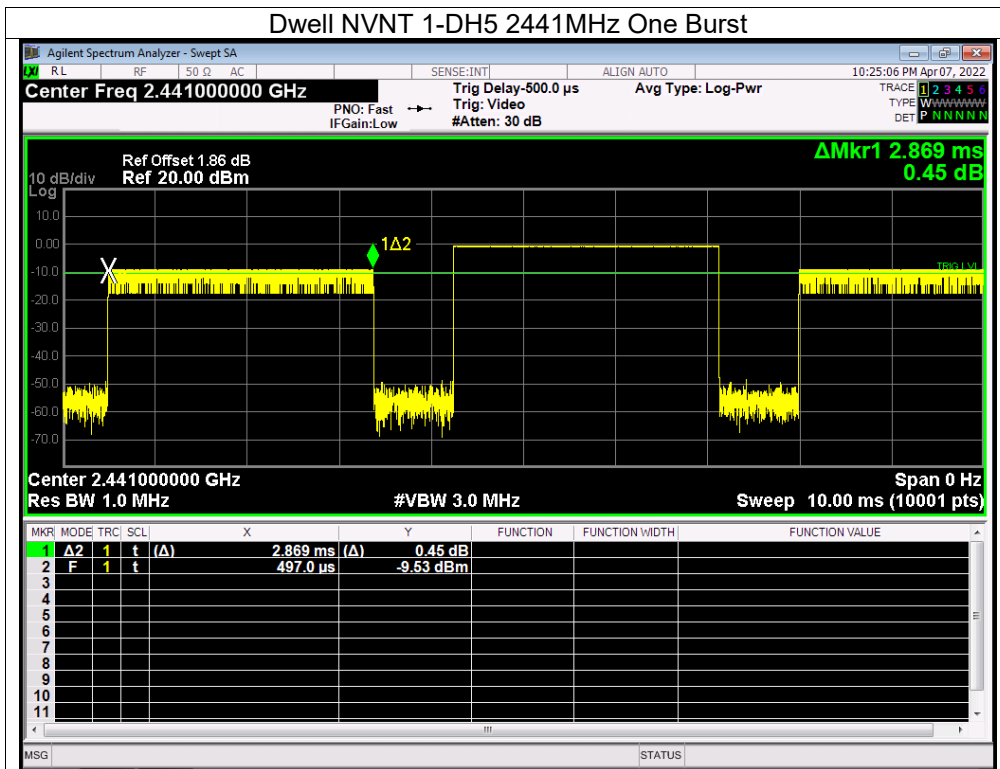 Dwell NVNT 1-DH5 2441MHz One Burst
Agilent Spectrum Analyzer - Swept SA
LXI RL RF 50 Ω AC SENSE:INT ALIGN AUTO 10:25:06 PM Apr 07, 2022
Center Freq 2.441000000 GHz Trig Delay-500.0 µs Avg Type: Log-Pwr TRACE 1 2 3 4 5 6
PNO: Fast Trig: Video TYPE WWWWWW
IFGain:Low #Atten: 30 dB DET P N N N N N
ΔMkr1 2.869 ms
0.45 dB
Ref Offset 1.86 dB
10 dB/div Ref 20.00 dBm
Log
10.0
0.00
1Δ2
-10.0
TRIG LVL
-20.0
-30.0
-40.0
-50.0
-60.0
-70.0
Center 2.441000000 GHz Span 0 Hz
Res BW 1.0 MHz #VBW 3.0 MHz Sweep 10.00 ms (10001 pts)
MKR MODE TRC SCL X Y FUNCTION FUNCTION WIDTH FUNCTION VALUE
1 Δ2 1 t (Δ) 2.869 ms (Δ) 0.45 dB
2 F 1 t 497.0 µs -9.53 dBm
3
4
5
6
7
8
9
10
11
MSG STATUS